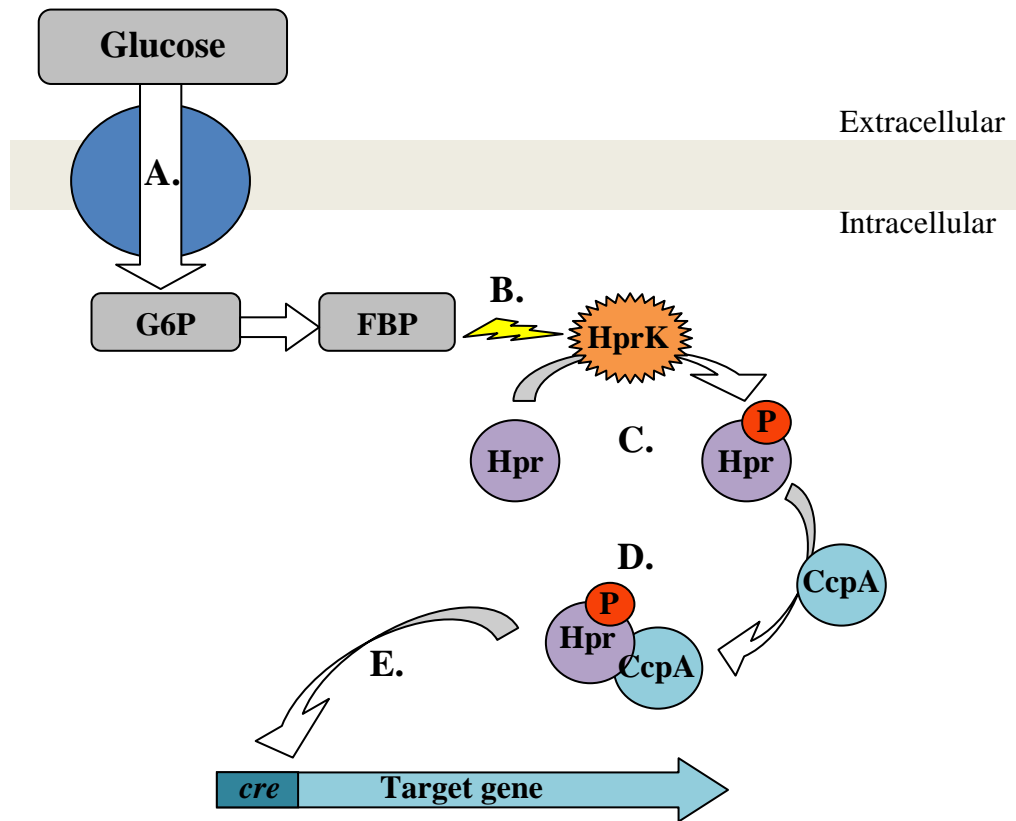 Glucose
Extracellular
A.
Intracellular
B.
G6P
FBP
HprK
P
C.
Hpr
Hpr
D.
CcpA
P
Hpr
E.
CcpA
cre
Target gene